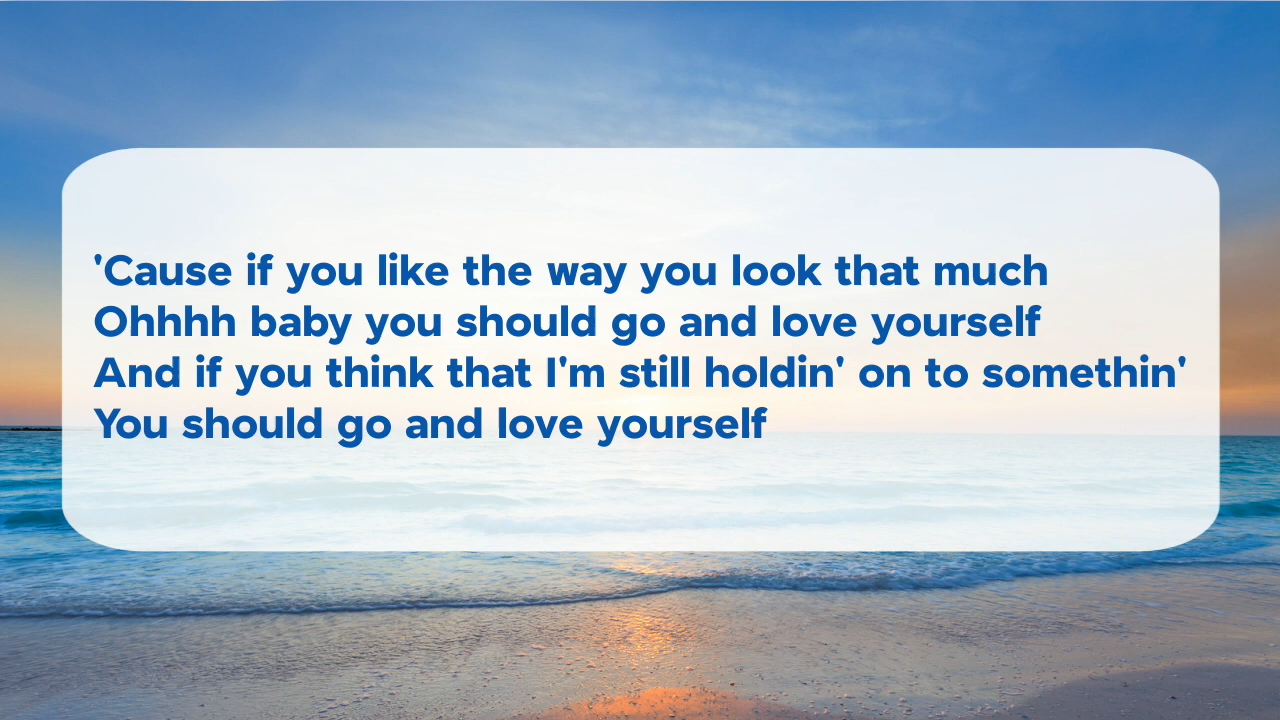 'Cause if you like the way you look that much
Ohhhh baby you should go and love yourself
And if you think that I'm still holdin' on to somethin'
You should go and love yourself